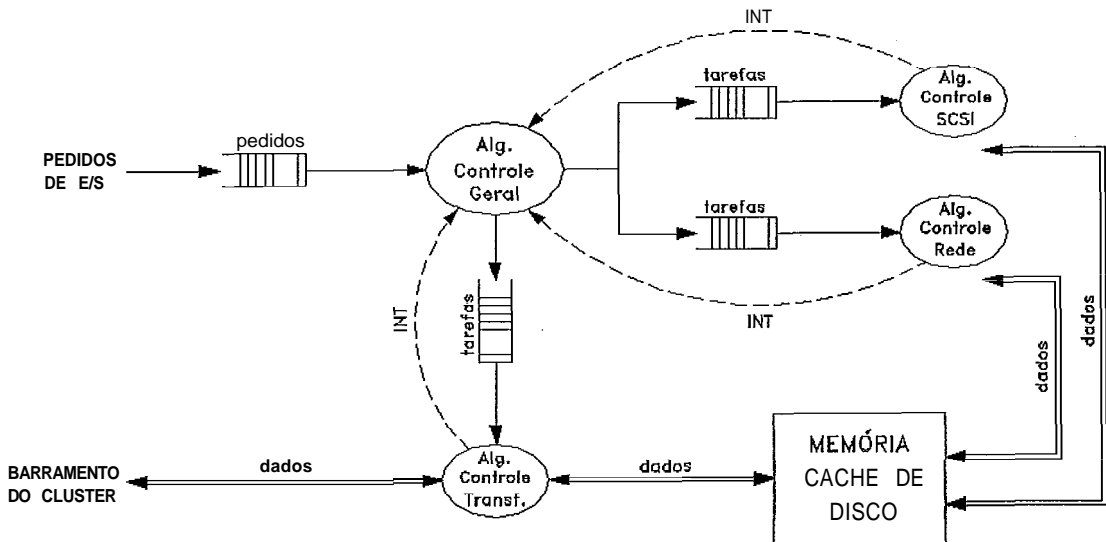 INT
tarefas
Alg.
Controle
SCSI
pedidos
PEDIDOS
DE E/S
Alg.
Controle
Geral
tarefas
Alg.
Controle
Rede
INT
INT
tarefas
dados
dados
BARRAMENTO
DO CLUSTER
dados
Alg.
Controle
Transf.
dados
MEMÓRIA
CACHE DE
DISCO